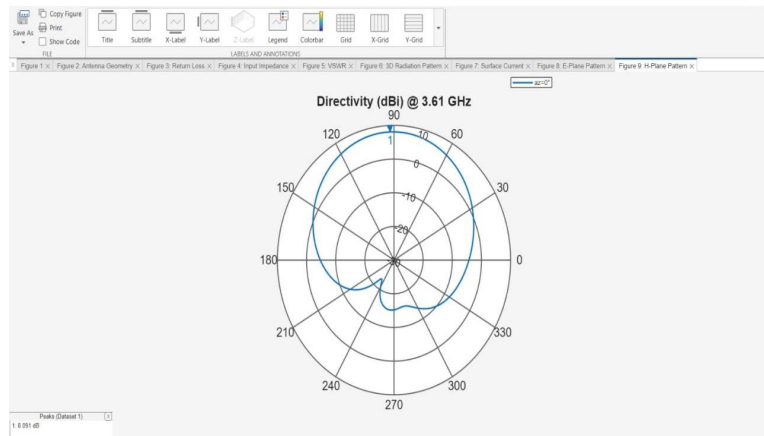 Save As
Copy Figure
Print
Show Code
FILE
Title
Subtitle
X-Label
Y-Label
Z-Label
Legend
Colorbar
Grid
X-Grid
Y-Grid
LABELS AND ANNOTATIONS
Figure 1 × Figure 2: Antenna Geometry × Figure 3: Return Loss × Figure 4: Input Impedance × Figure 5: VSWR × Figure 6: 3D Radiation Pattern × Figure 7: Surface Current × Figure 8: E-Plane Pattern × Figure 9: H-Plane Pattern ×
az=0°
Directivity (dBi) @ 3.61 GHz
90
120
60
1
10
0
150
30
-10
-20
180
0
210
330
240
300
270
Peaks (Dataset 1)
1: 8.091 dB